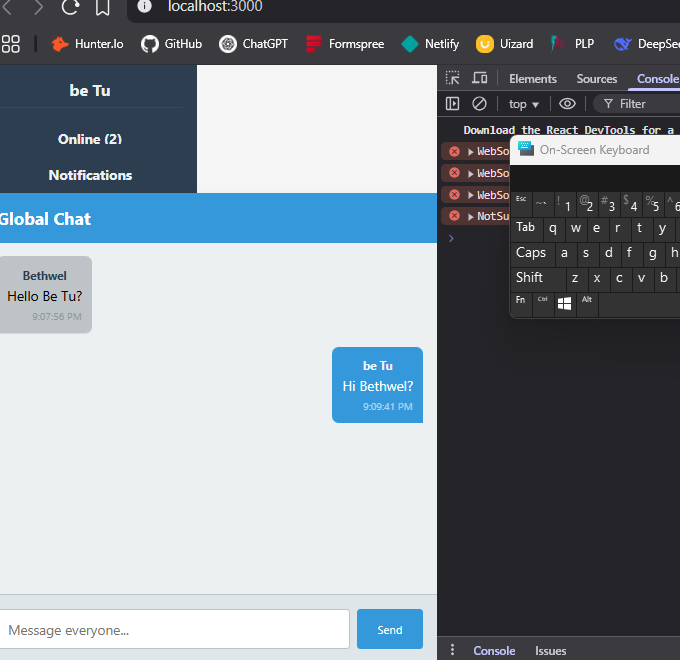 localhost:3000
Hunter.Io GitHub ChatGPT Formspree Netlify Uizard PLP DeepSee
be Tu
Online (2)
Notifications
Global Chat
Bethwel
Hello Be Tu?
9:07:56 PM
be Tu
Hi Bethwel?
9:09:41 PM
Message everyone...
Send
Elements Sources Console
top Filter
Download the React DevTools for a
WebSo
WebSo
WebSo
NotSu
On-Screen Keyboard
Esc ~ ` ! 1 @ 2 # 3 $ 4 % 5 ^ 6
Tab q w e r t y
Caps a s d f g h
Shift z x c v b
Fn Ctrl Alt
Console Issues